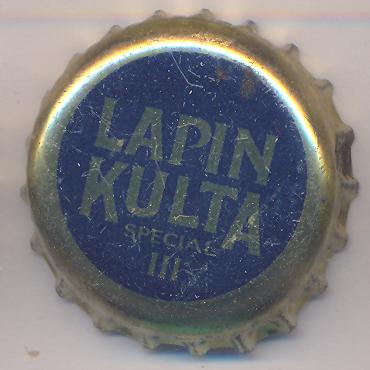 LAPIN
KULTA
SPECIAL
III